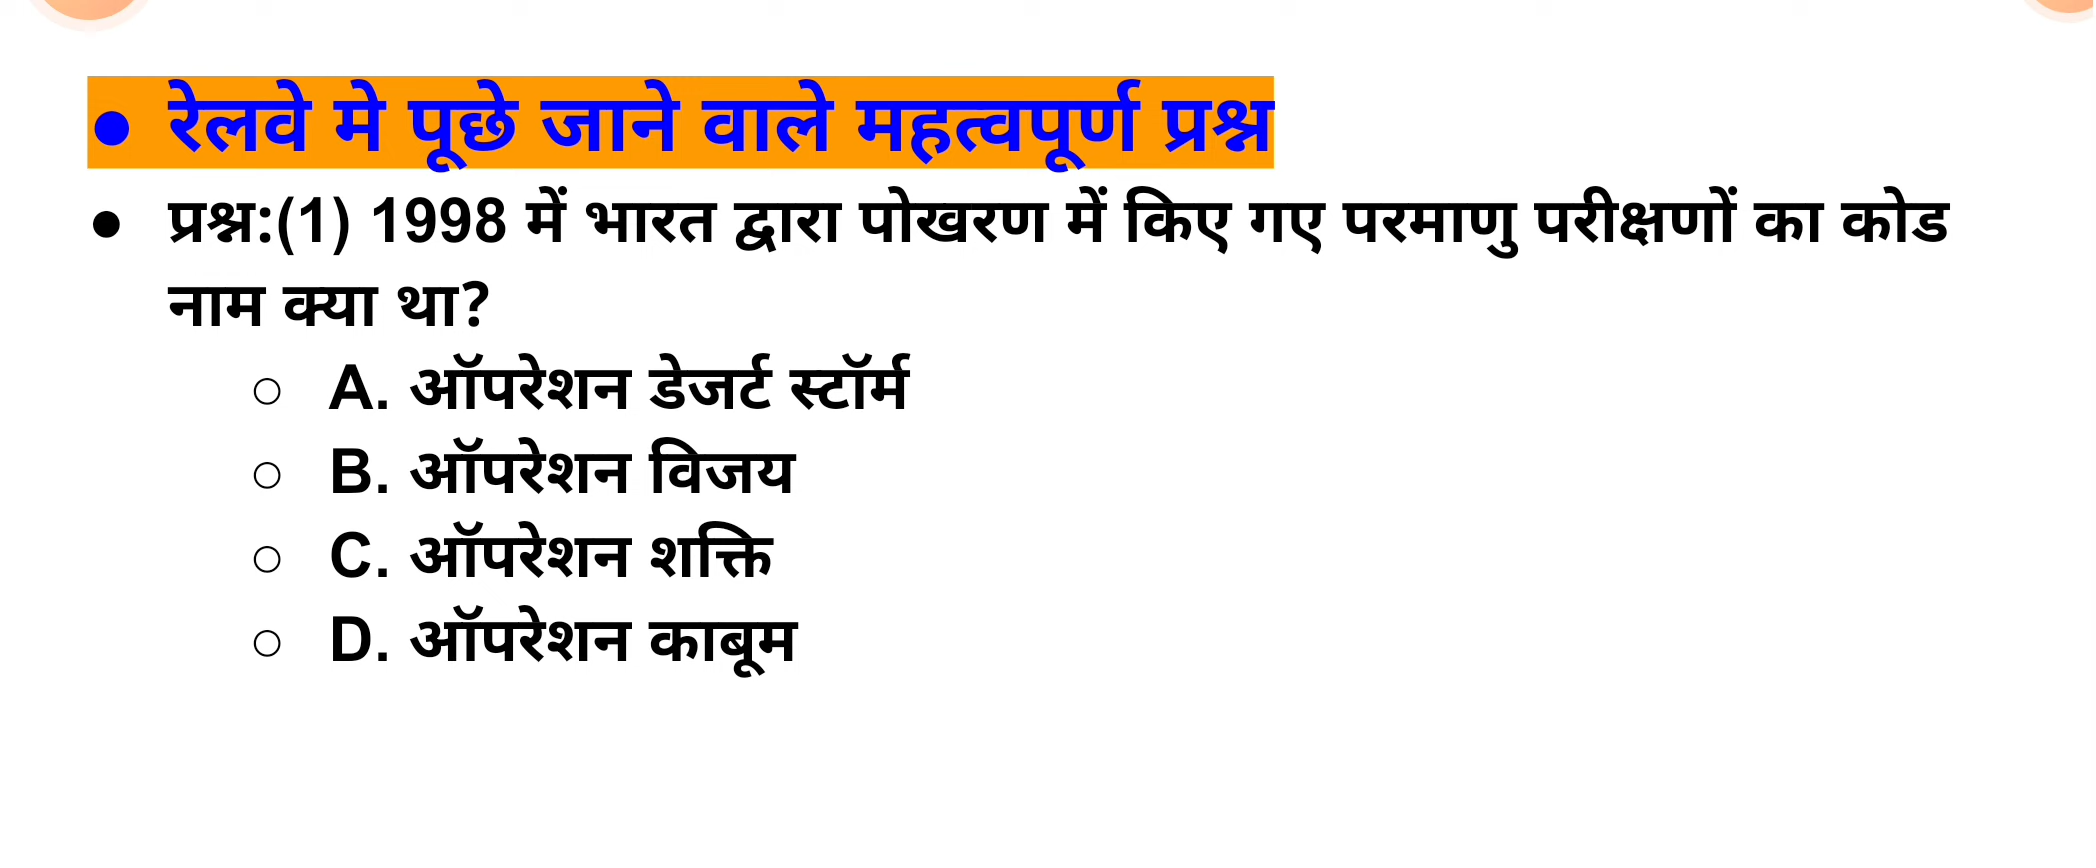 ● रेलवे मे पूछे जाने वाले महत्वपूर्ण प्रश्न
● प्रश्न:(1) 1998 में भारत द्वारा पोखरण में किए गए परमाणु परीक्षणों का कोड
नाम क्या था?
○ A. ऑपरेशन डेजर्ट स्टॉर्म
○ B. ऑपरेशन विजय
○ C. ऑपरेशन शक्ति
○ D. ऑपरेशन काबूम